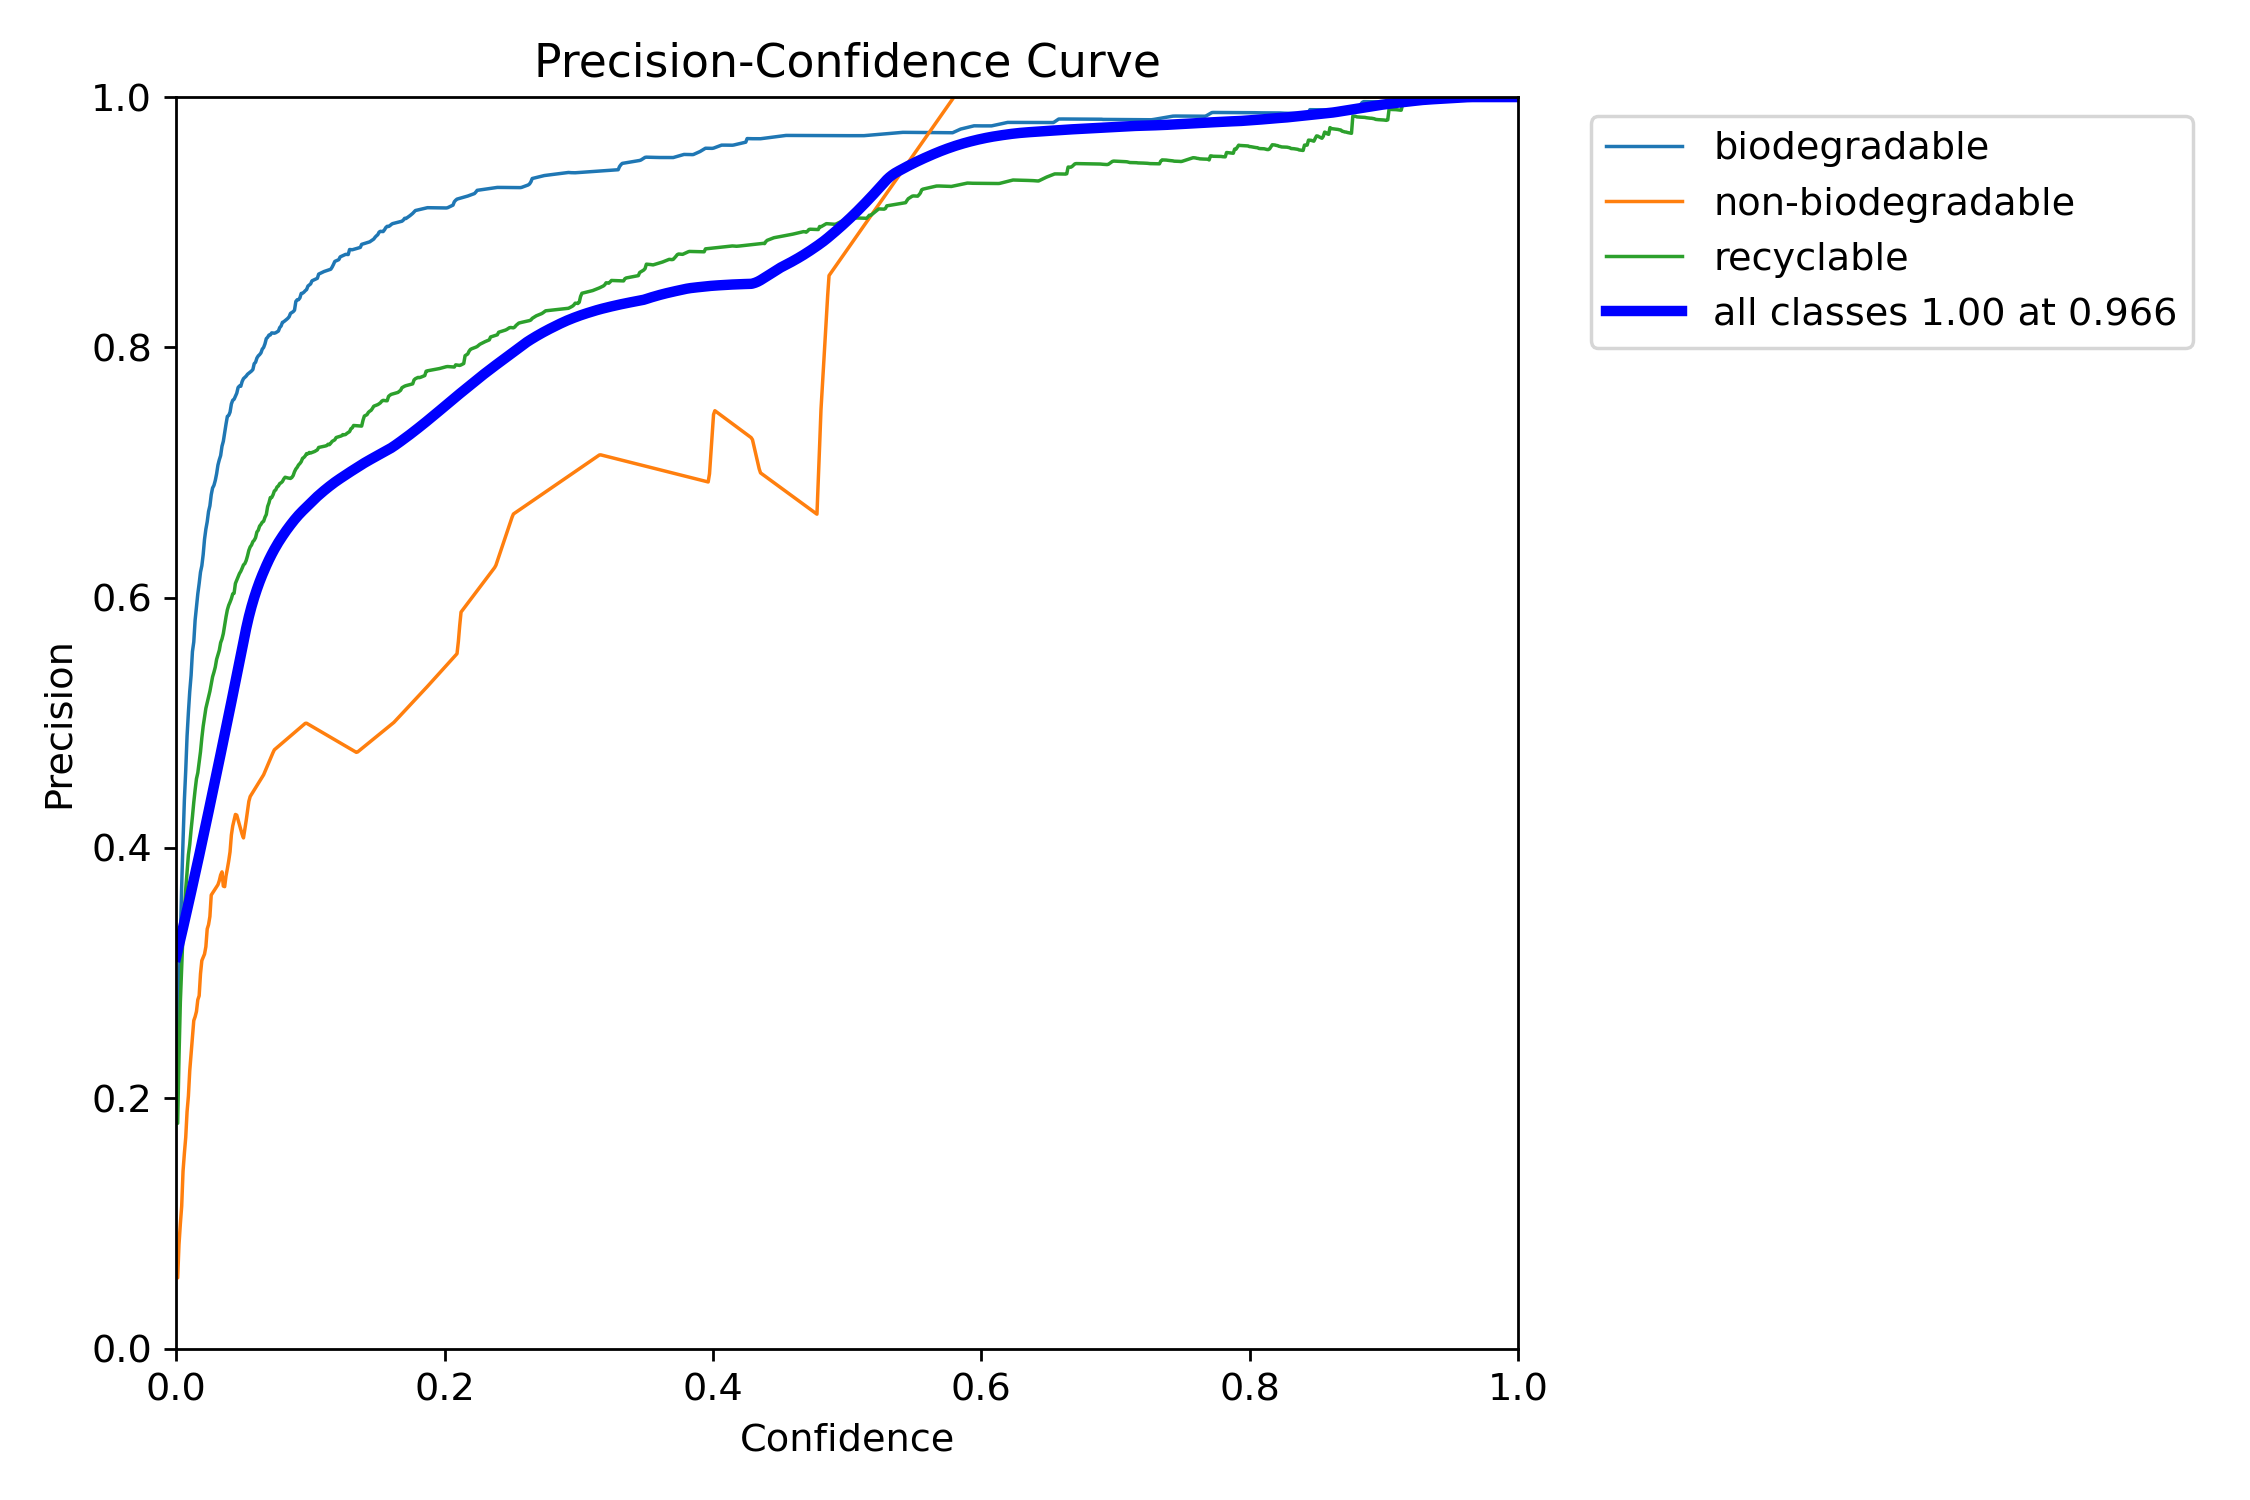 Precision-Confidence Curve
1.0
0.8
0.6
0.4
0.2
0.0
Precision
0.0 0.2 0.4 0.6 0.8 1.0
Confidence
biodegradable
non-biodegradable
recyclable
all classes 1.00 at 0.966